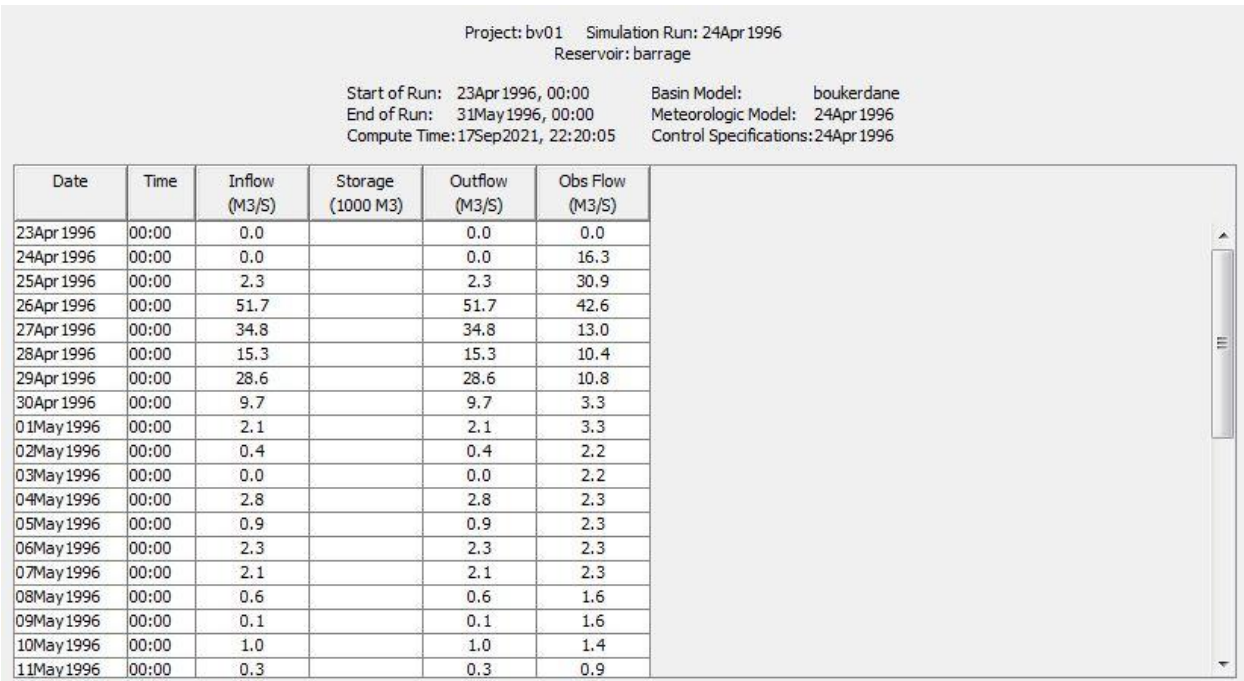 Project: bv01 Simulation Run: 24Apr1996
Reservoir: barrage
Start of Run: 23Apr1996, 00:00 Basin Model: boukerdane
End of Run: 31May1996, 00:00 Meteorologic Model: 24Apr1996
Compute Time:17Sep2021, 22:20:05 Control Specifications:24Apr1996
Date Time Inflow (M3/S) Storage (1000 M3) Outflow (M3/S) Obs Flow (M3/S)
23Apr1996 00:00 0.0 0.0 0.0
24Apr1996 00:00 0.0 0.0 16.3
25Apr1996 00:00 2.3 2.3 30.9
26Apr1996 00:00 51.7 51.7 42.6
27Apr1996 00:00 34.8 34.8 13.0
28Apr1996 00:00 15.3 15.3 10.4
29Apr1996 00:00 28.6 28.6 10.8
30Apr1996 00:00 9.7 9.7 3.3
01May1996 00:00 2.1 2.1 3.3
02May1996 00:00 0.4 0.4 2.2
03May1996 00:00 0.0 0.0 2.2
04May1996 00:00 2.8 2.8 2.3
05May1996 00:00 0.9 0.9 2.3
06May1996 00:00 2.3 2.3 2.3
07May1996 00:00 2.1 2.1 2.3
08May1996 00:00 0.6 0.6 1.6
09May1996 00:00 0.1 0.1 1.6
10May1996 00:00 1.0 1.0 1.4
11May1996 00:00 0.3 0.3 0.9